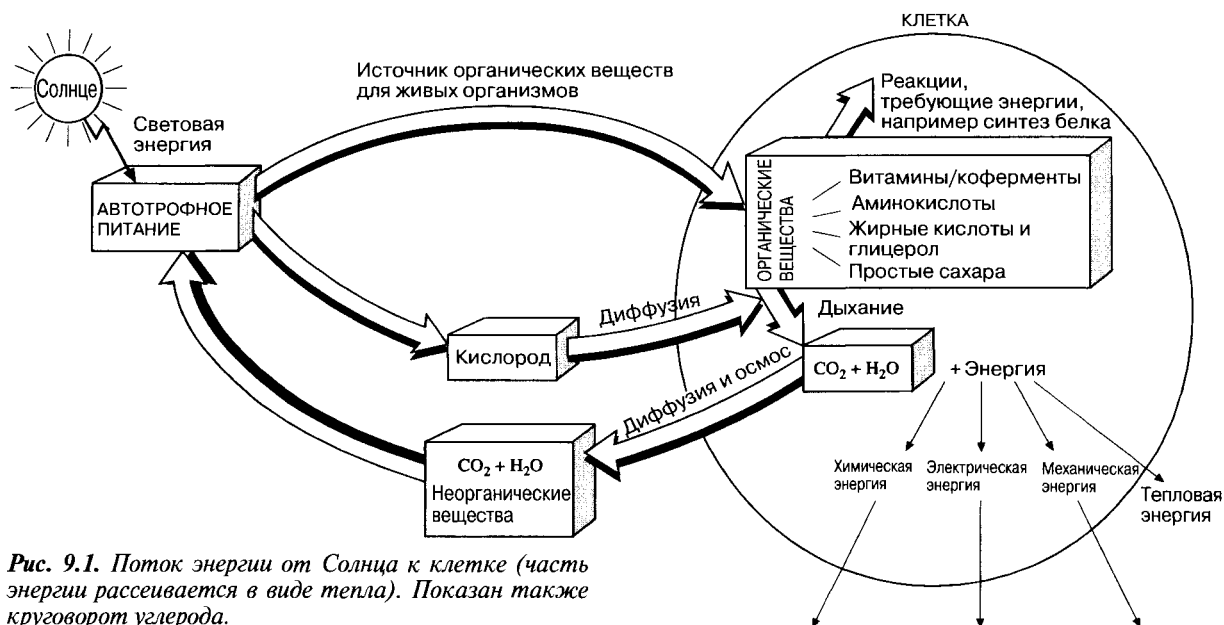 КЛЕТКА
Солнце
Световая
энергия
Источник органических веществ
для живых организмов
Реакции,
требующие энергии,
например синтез белка
АВТОТРОФНОЕ
ПИТАНИЕ
ОРГАНИЧЕСКИЕ
ВЕЩЕСТВА
Витамины/коферменты
Аминокислоты
Жирные кислоты и
глицерол
Простые сахара
Кислород
Диффузия
Дыхание
CO₂ + H₂O
+ Энергия
Диффузия и осмос
CO₂ + H₂O
Неорганические
вещества
Химическая
энергия
Электрическая
энергия
Механическая
энергия
Тепловая
энергия
Рис. 9.1. Поток энергии от Солнца к клетке (часть
энергии рассеивается в виде тепла). Показан также
круговорот углерода.